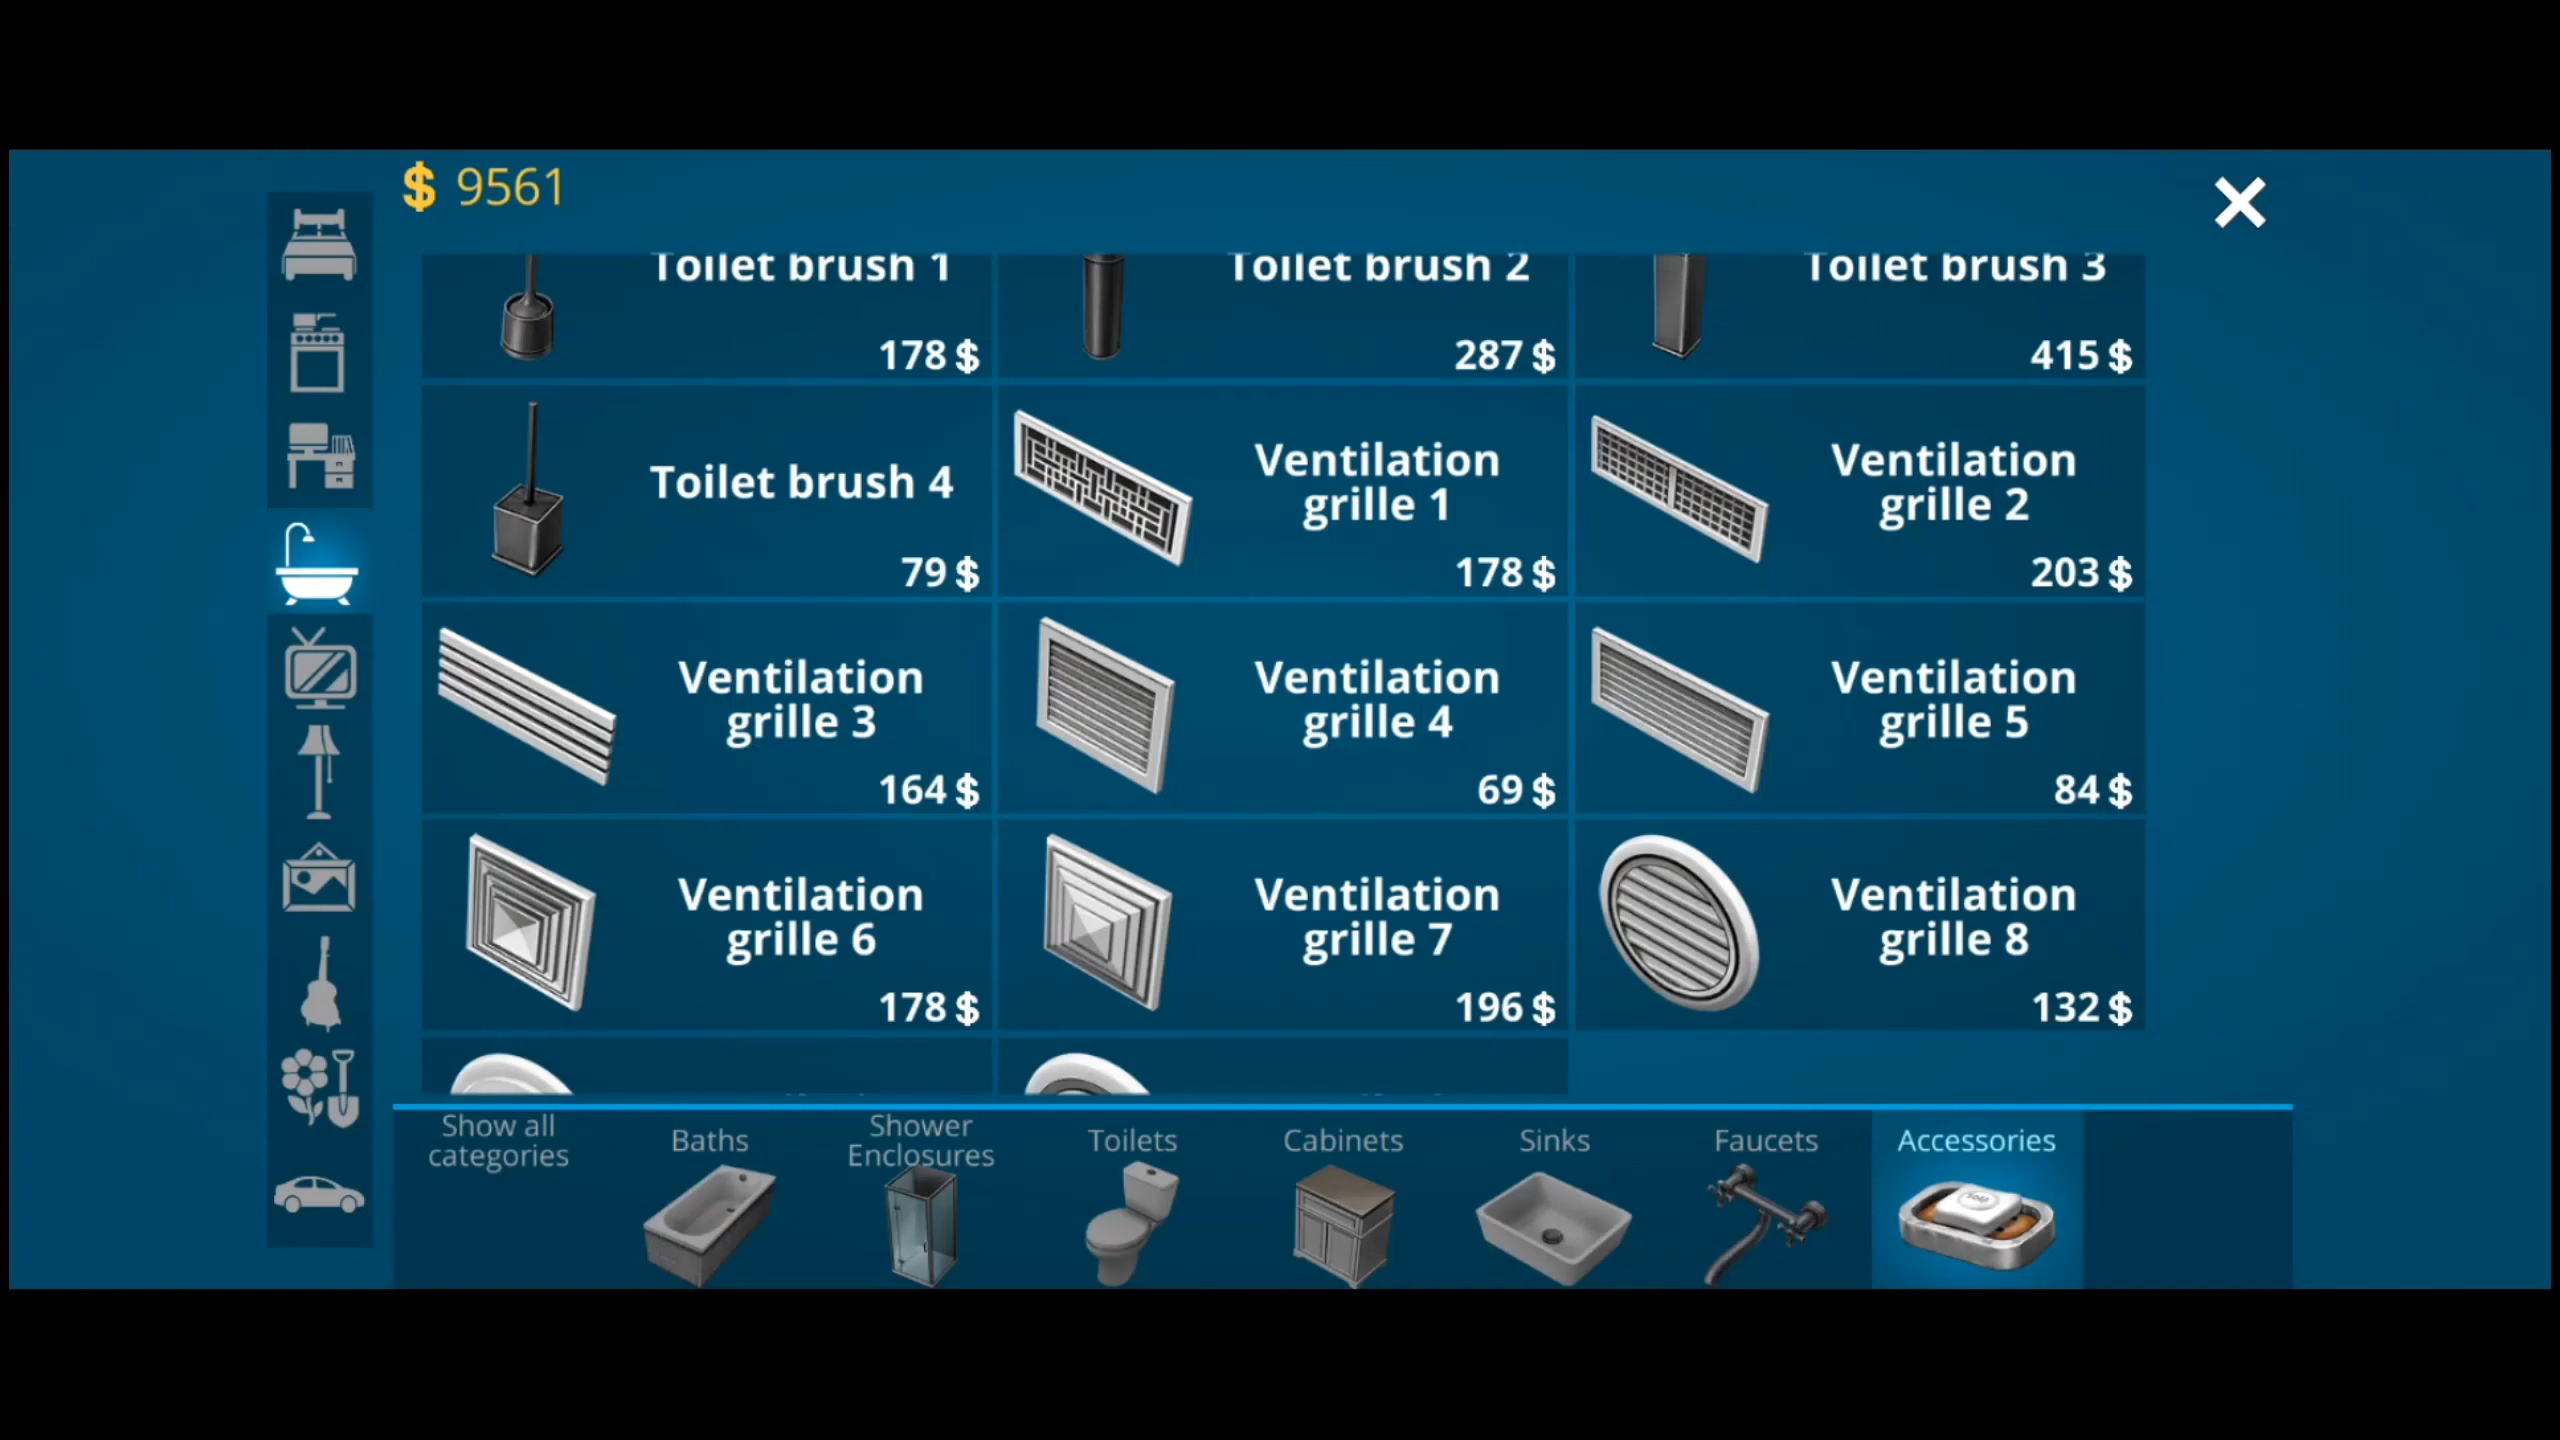 $ 9561
Toilet brush 1
178 $
Toilet brush 2
287 $
Toilet brush 3
415 $
Toilet brush 4
79 $
Ventilation
grille 1
178 $
Ventilation
grille 2
203 $
Ventilation
grille 3
164 $
Ventilation
grille 4
69 $
Ventilation
grille 5
84 $
Ventilation
grille 6
178 $
Ventilation
grille 7
196 $
Ventilation
grille 8
132 $
Show all
categories
Baths
Shower
Enclosures
Toilets
Cabinets
Sinks
Faucets
Accessories